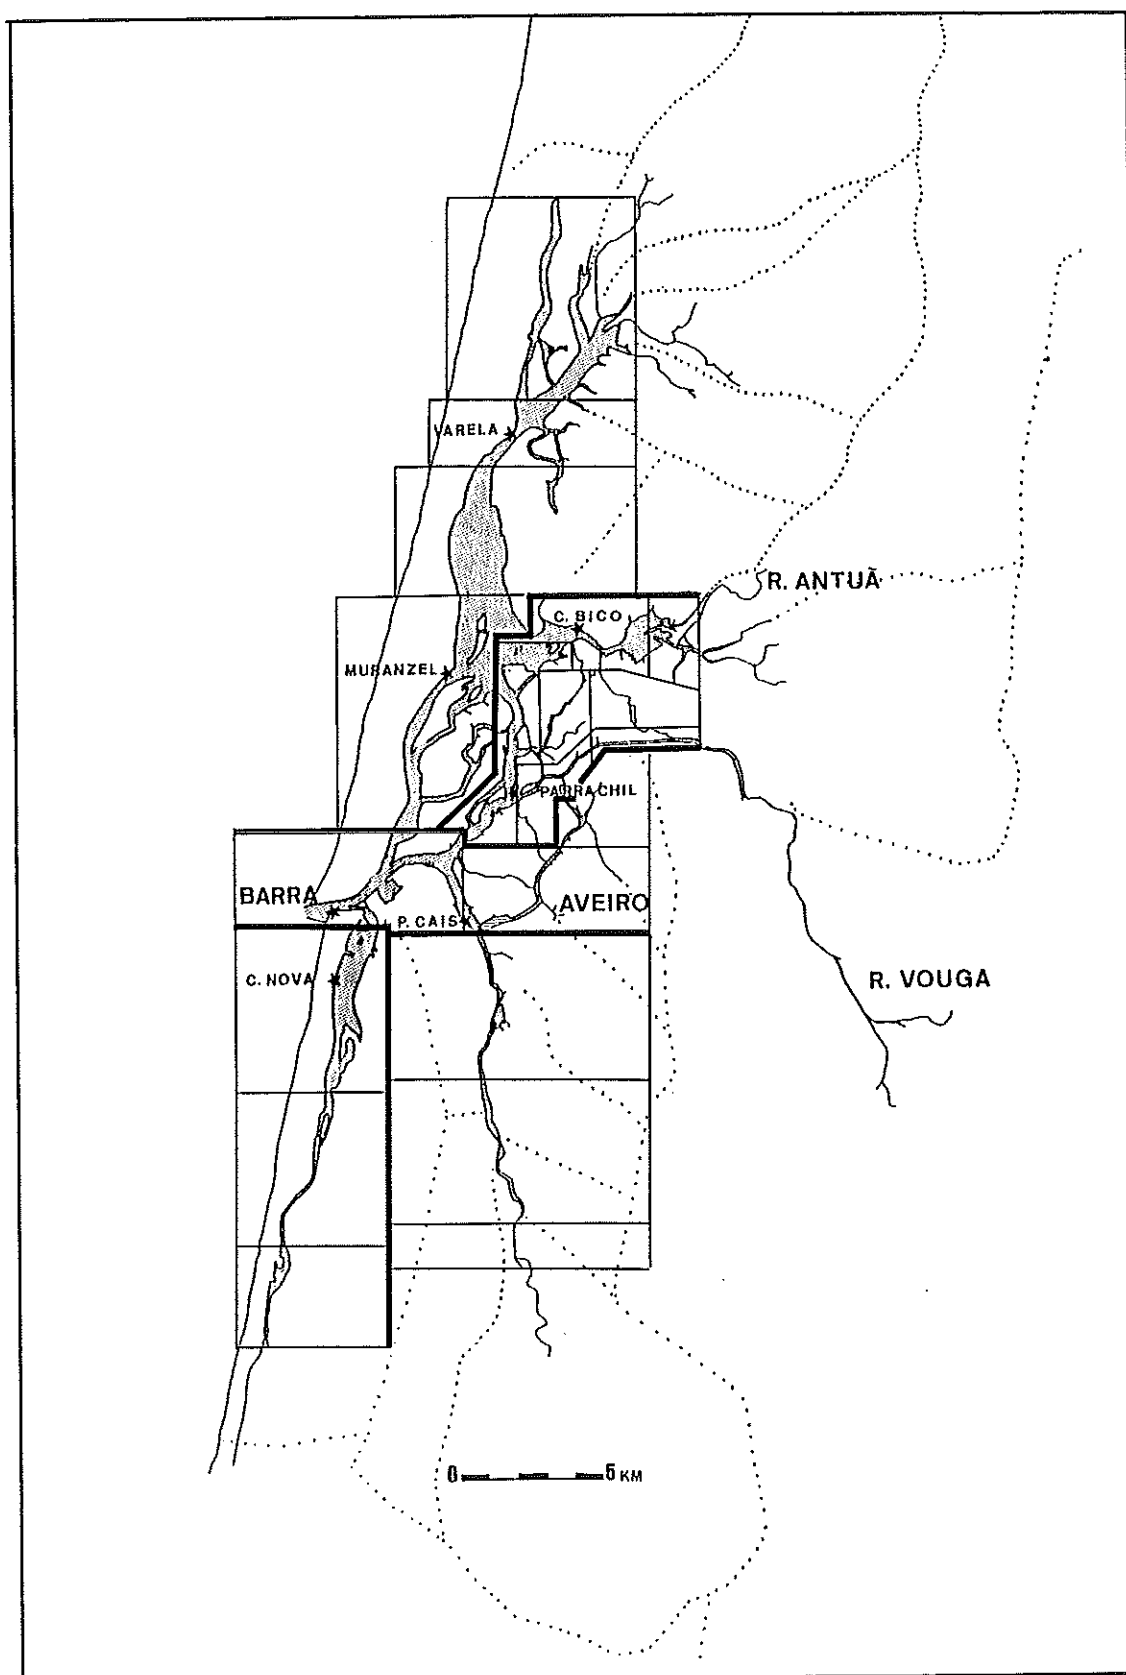 VARELA
R. ANTUÃ
C. BICO
MURANZEL
PARRACHIL
BARRA
AVEIRO
P. CAIS
C. NOVA
R. VOUGA
0 5 KM